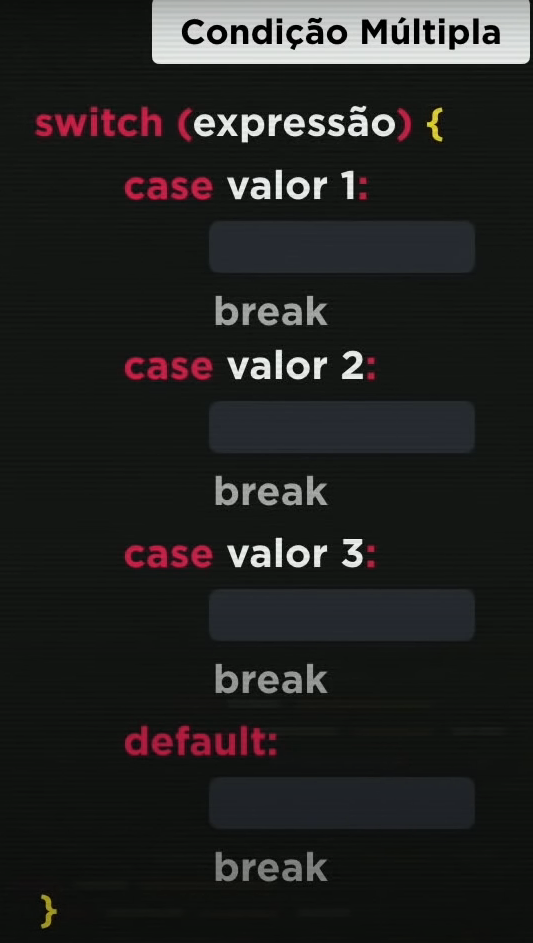 Condição Múltipla
switch (expressão) {
case valor 1:
break
case valor 2:
break
case valor 3:
break
default:
break
}